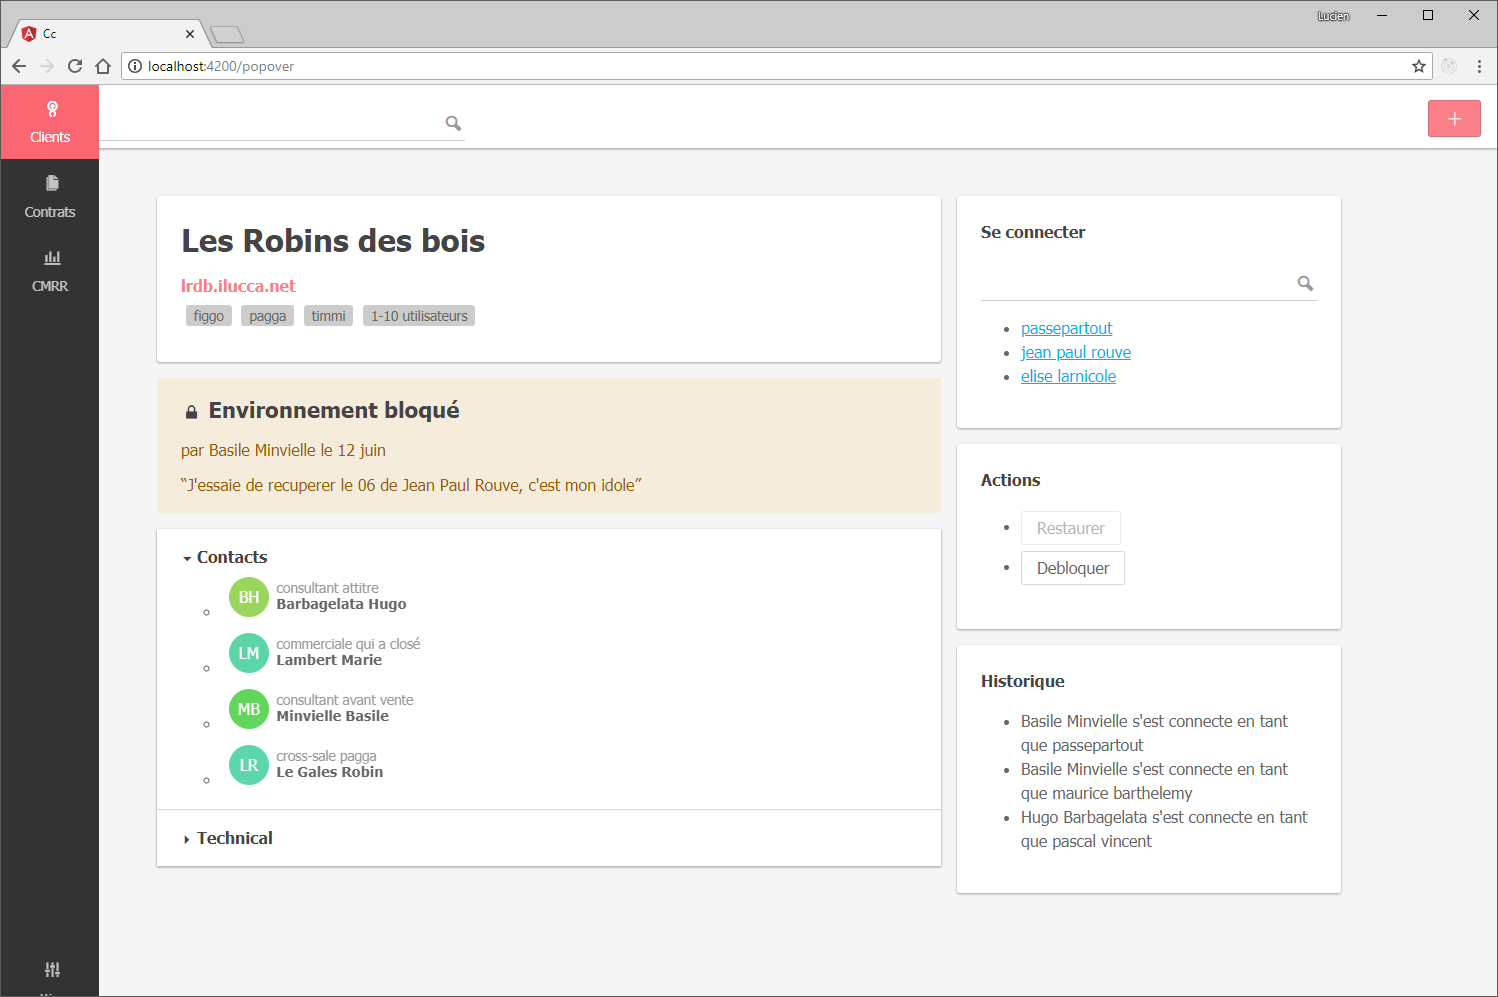 Lucien
Cc
localhost:4200/popover
Clients
Contrats
CMRR
Les Robins des bois
lrdb.ilucca.net
figgo pagga timmi 1-10 utilisateurs
Environnement bloqué
par Basile Minvielle le 12 juin
“J'essaie de recuperer le 06 de Jean Paul Rouve, c'est mon idole”
Contacts
BH
consultant attitre
Barbagelata Hugo
LM
commerciale qui a closé
Lambert Marie
MB
consultant avant vente
Minvielle Basile
LR
cross-sale pagga
Le Gales Robin
Technical
Se connecter
passepartout
jean paul rouve
elise larnicole
Actions
Restaurer
Debloquer
Historique
Basile Minvielle s'est connecte en tant
que passepartout
Basile Minvielle s'est connecte en tant
que maurice barthelemy
Hugo Barbagelata s'est connecte en tant
que pascal vincent